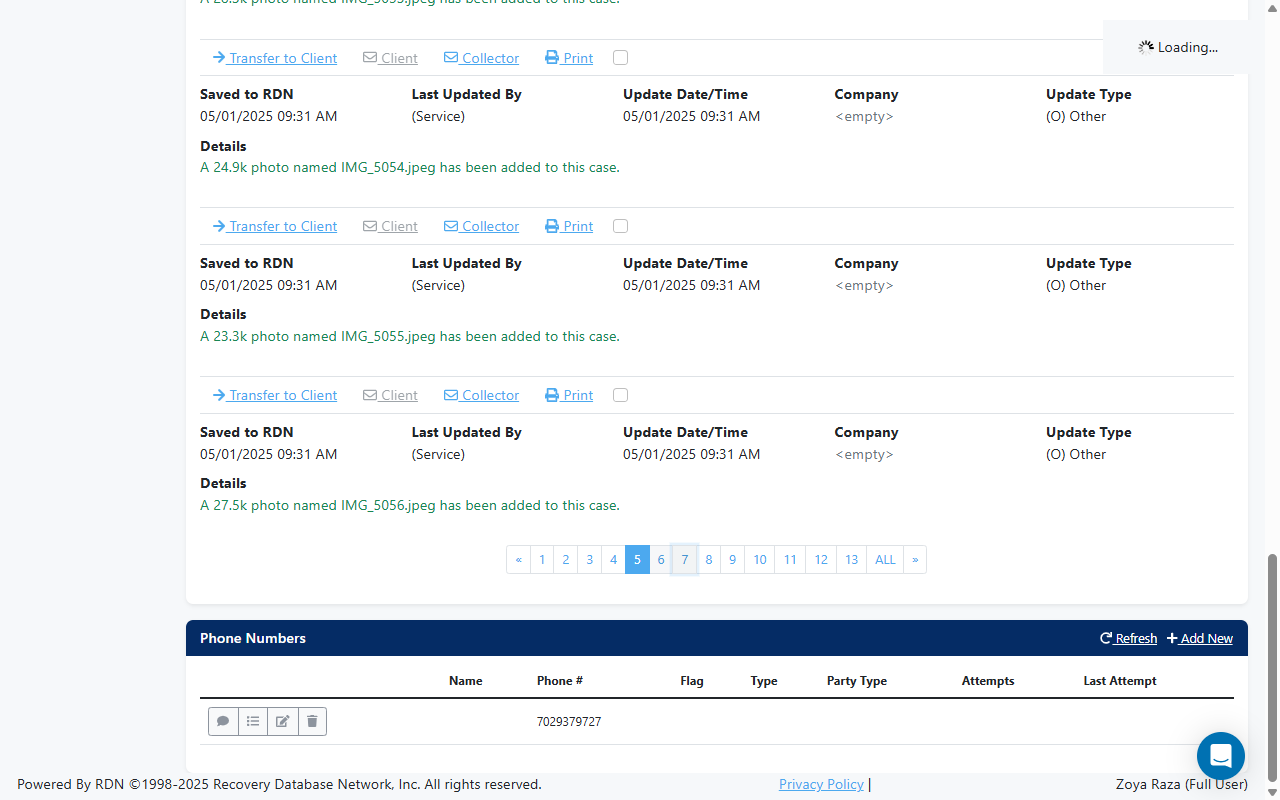 A 26.5k photo named IMG_5053.jpeg has been added to this case.
Loading...
Transfer to Client Client Collector Print
Saved to RDN Last Updated By Update Date/Time Company Update Type
05/01/2025 09:31 AM (Service) 05/01/2025 09:31 AM <empty> (O) Other
Details
A 24.9k photo named IMG_5054.jpeg has been added to this case.
Transfer to Client Client Collector Print
Saved to RDN Last Updated By Update Date/Time Company Update Type
05/01/2025 09:31 AM (Service) 05/01/2025 09:31 AM <empty> (O) Other
Details
A 23.3k photo named IMG_5055.jpeg has been added to this case.
Transfer to Client Client Collector Print
Saved to RDN Last Updated By Update Date/Time Company Update Type
05/01/2025 09:31 AM (Service) 05/01/2025 09:31 AM <empty> (O) Other
Details
A 27.5k photo named IMG_5056.jpeg has been added to this case.
« 1 2 3 4 5 6 7 8 9 10 11 12 13 ALL »
Phone Numbers Refresh Add New
Name Phone # Flag Type Party Type Attempts Last Attempt
7029379727
Powered By RDN ©1998-2025 Recovery Database Network, Inc. All rights reserved. Privacy Policy | Zoya Raza (Full User)